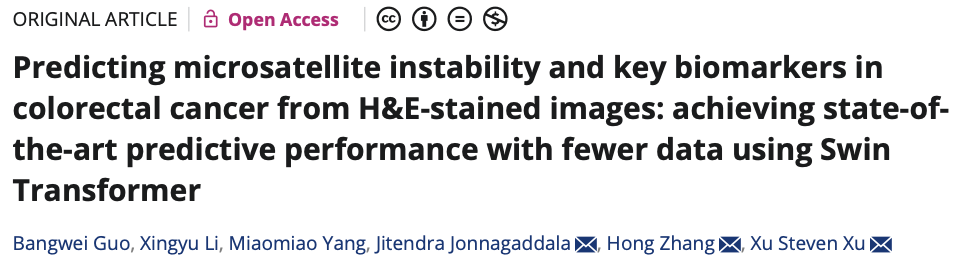 ORIGINAL ARTICLE Open Access
Predicting microsatellite instability and key biomarkers in
colorectal cancer from H&E-stained images: achieving state-of-
the-art predictive performance with fewer data using Swin
Transformer
Bangwei Guo, Xingyu Li, Miaomiao Yang, Jitendra Jonnagaddala, Hong Zhang, Xu Steven Xu